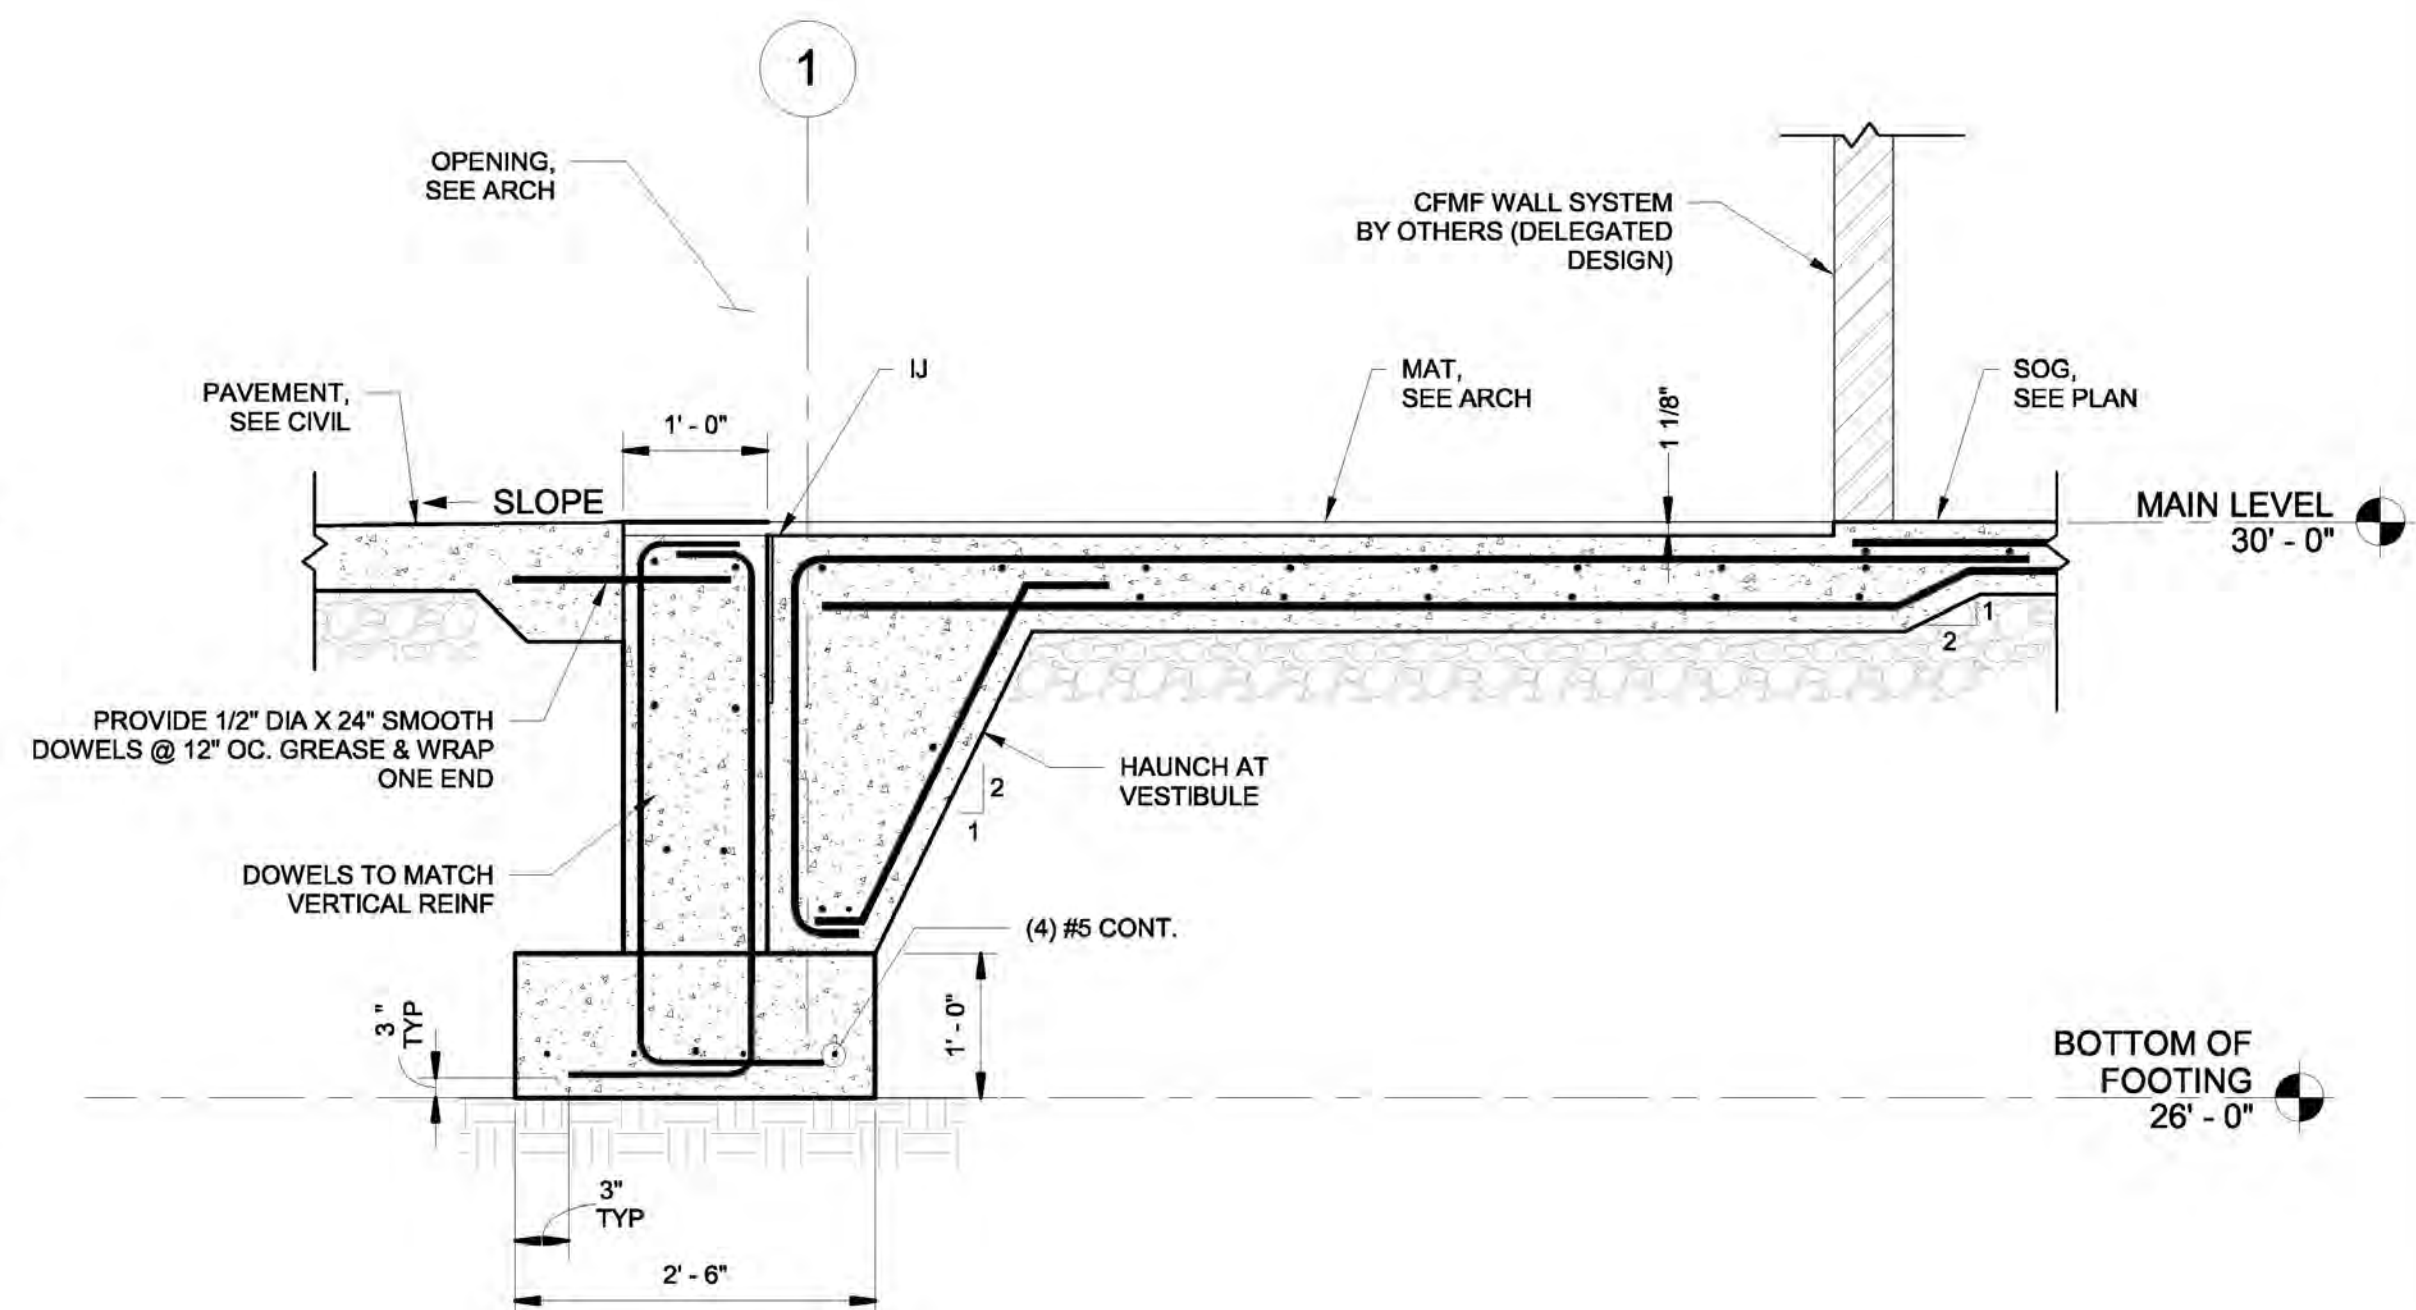 1
OPENING,
SEE ARCH
CFMF WALL SYSTEM
BY OTHERS (DELEGATED
DESIGN)
IJ
MAT,
SEE ARCH
1 1/8"
SOG,
SEE PLAN
PAVEMENT,
SEE CIVIL
1' - 0"
SLOPE
MAIN LEVEL
30' - 0"
1
2
PROVIDE 1/2" DIA X 24" SMOOTH
DOWELS @ 12" OC. GREASE & WRAP
ONE END
HAUNCH AT
VESTIBULE
2
1
DOWELS TO MATCH
VERTICAL REINF
(4) #5 CONT.
3"
TYP
1' - 0"
BOTTOM OF
FOOTING
26' - 0"
3"
TYP
2' - 6"